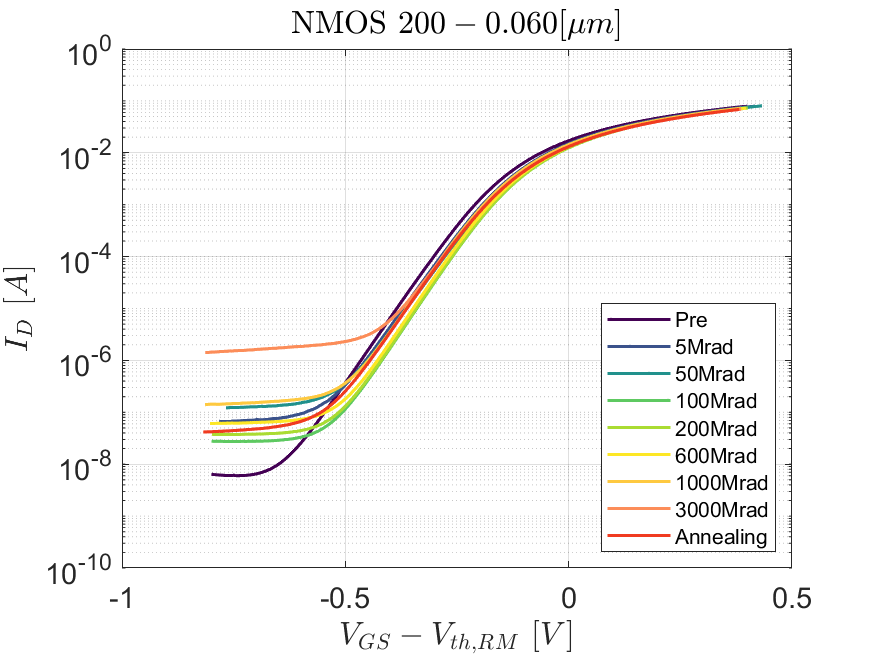 NMOS 200 − 0.060[μm]
10^0
10^-2
10^-4
10^-6
10^-8
10^-10
I_D [A]
Pre
5Mrad
50Mrad
100Mrad
200Mrad
600Mrad
1000Mrad
3000Mrad
Annealing
-1 -0.5 0 0.5
V_GS − V_th,RM [V]